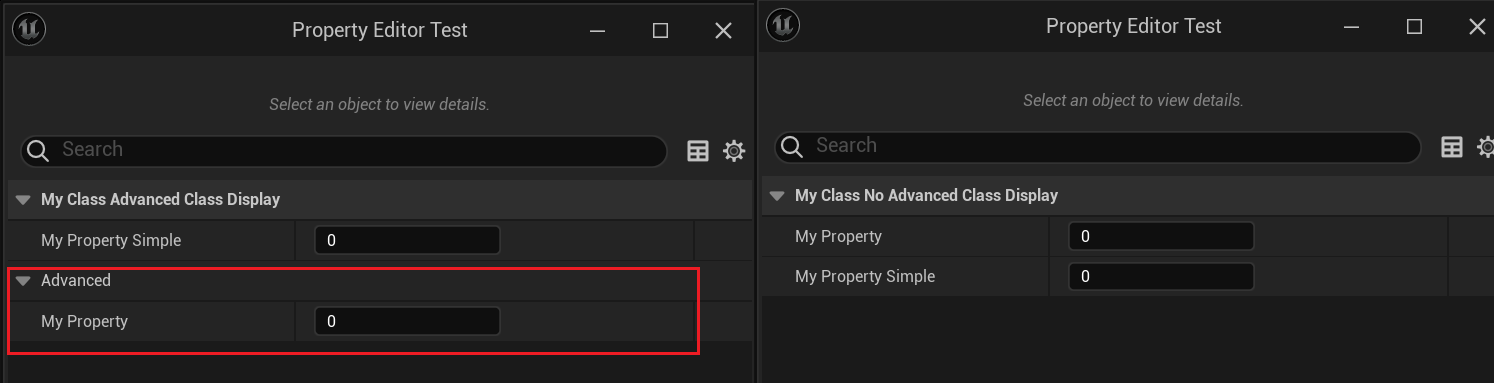 Property Editor Test
Select an object to view details.
Search
My Class Advanced Class Display
My Property Simple 0
Advanced
My Property 0
Property Editor Test
Select an object to view details.
Search
My Class No Advanced Class Display
My Property 0
My Property Simple 0